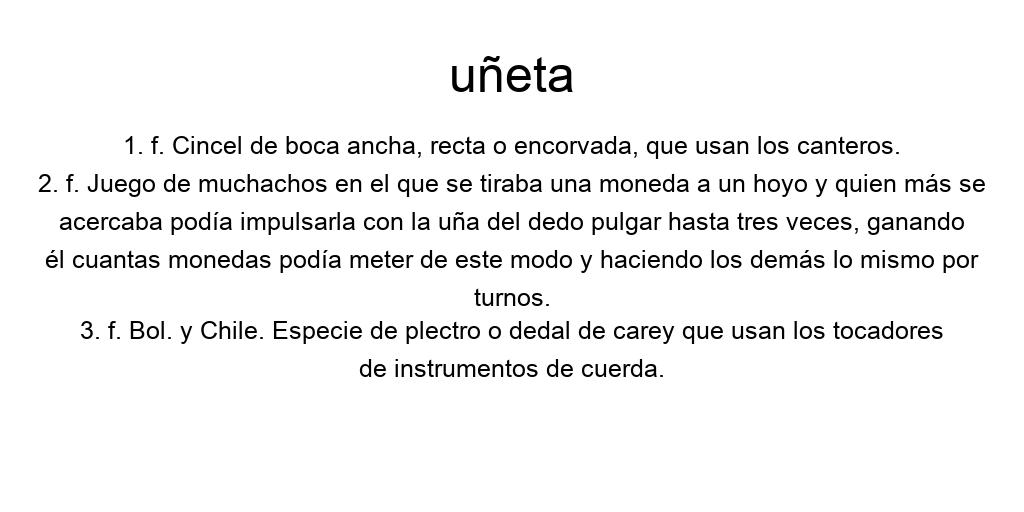 uñeta
1. f. Cincel de boca ancha, recta o encorvada, que usan los canteros.
2. f. Juego de muchachos en el que se tiraba una moneda a un hoyo y quien más se
acercaba podía impulsarla con la uña del dedo pulgar hasta tres veces, ganando
él cuantas monedas podía meter de este modo y haciendo los demás lo mismo por
turnos.
3. f. Bol. y Chile. Especie de plectro o dedal de carey que usan los tocadores
de instrumentos de cuerda.